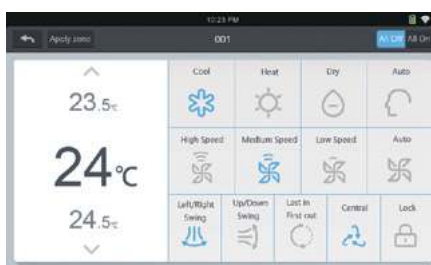 10:25 PM
Apply zone
001
All Off All On
Cool
Heat
Dry
Auto
23.5℃
24℃
24.5℃
High Speed
Medium Speed
Low Speed
Auto
Left/Right Swing
Up/Down Swing
Last in First out
Central
Lock